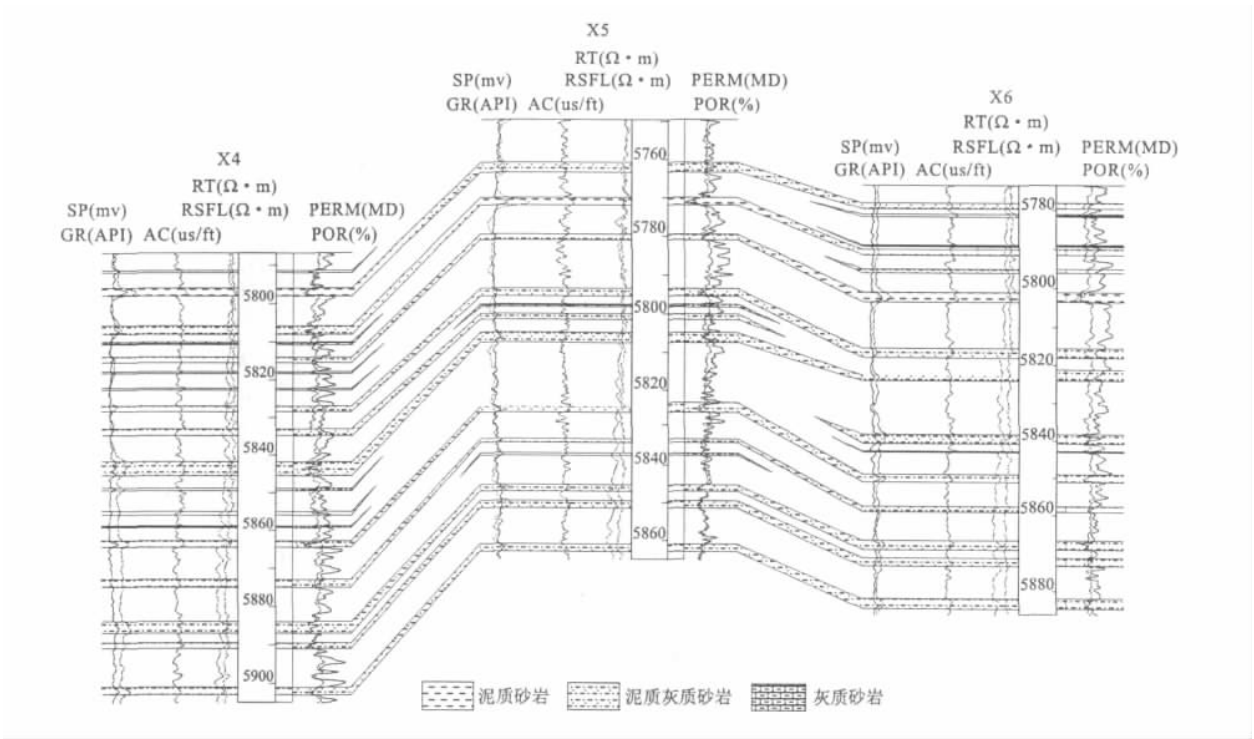 X4
RT(Ω·m)
SP(mv) RSFL(Ω·m) PERM(MD)
GR(API) AC(us/ft) POR(%)
5800
5820
5840
5860
5880
5900
X5
RT(Ω·m)
SP(mv) RSFL(Ω·m) PERM(MD)
GR(API) AC(us/ft) POR(%)
5760
5780
5800
5820
5840
5860
X6
RT(Ω·m)
SP(mv) RSFL(Ω·m) PERM(MD)
GR(API) AC(us/ft) POR(%)
5780
5800
5820
5840
5860
5880
泥质砂岩 泥质灰质砂岩 灰质砂岩